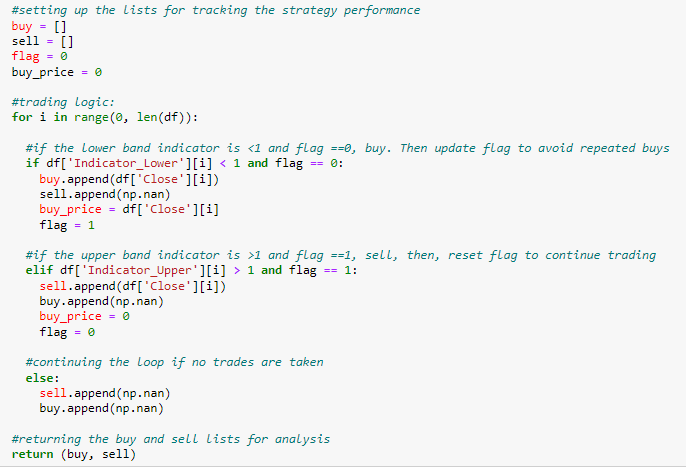 #setting up the lists for tracking the strategy performance
buy = []
sell = []
flag = 0
buy_price = 0
#trading logic:
for i in range(0, len(df)):
#if the lower band indicator is <1 and flag ==0, buy. Then update flag to avoid repeated buys
if df['Indicator_Lower'][i] < 1 and flag == 0:
buy.append(df['Close'][i])
sell.append(np.nan)
buy_price = df['Close'][i]
flag = 1
#if the upper band indicator is >1 and flag ==1, sell, then, reset flag to continue trading
elif df['Indicator_Upper'][i] > 1 and flag == 1:
sell.append(df['Close'][i])
buy.append(np.nan)
buy_price = 0
flag = 0
#continuing the loop if no trades are taken
else:
sell.append(np.nan)
buy.append(np.nan)
#returning the buy and sell lists for analysis
return (buy, sell)